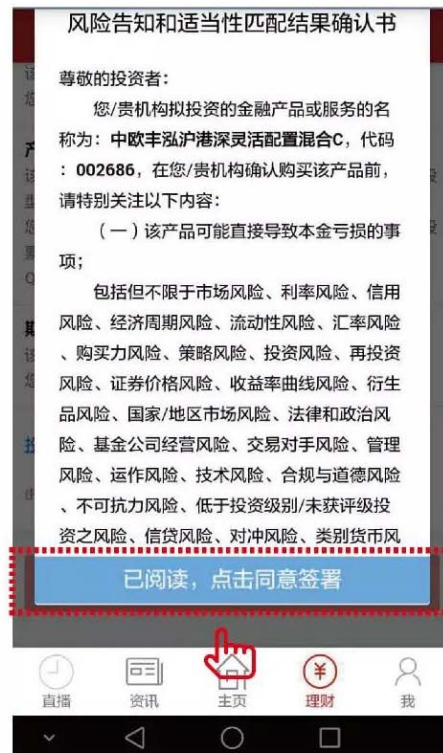 风险告知和适当性匹配结果确认书
尊敬的投资者：
您/贵机构拟投资的金融产品或服务的名
称为：中欧丰泓沪港深灵活配置混合C，代码
：002686，在您/贵机构确认购买该产品前，
请特别关注以下内容：
（一）该产品可能直接导致本金亏损的事
项；
包括但不限于市场风险、利率风险、信用
风险、经济周期风险、流动性风险、汇率风险
、购买力风险、策略风险、投资风险、再投资
风险、证券价格风险、收益率曲线风险、衍生
品风险、国家/地区市场风险、法律和政治风
险、基金公司经营风险、交易对手风险、管理
风险、运作风险、技术风险、合规与道德风险
、不可抗力风险、低于投资级别/未获评级投
资之风险、信贷风险、对冲风险、类别货币风
已阅读，点击同意签署
直播
资讯
主页
理财
我